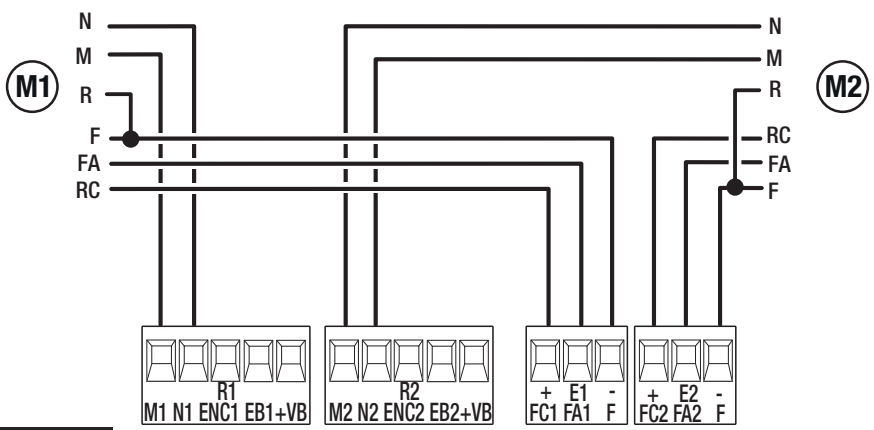 N
M
M1
R
F
FA
RC
N
M
R
M2
RC
FA
F
R1
M1 N1 ENC1 EB1+VB
R2
M2 N2 ENC2 EB2+VB
+ E1 -
FC1 FA1 F
+ E2 -
FC2 FA2 F